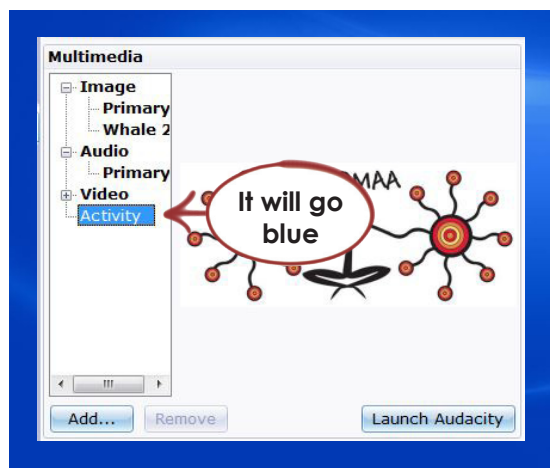 Multimedia
Image
Primary
Whale 2
Audio
Primary
Video
Activity
It will go
blue
MAA
Add...
Remove
Launch Audacity